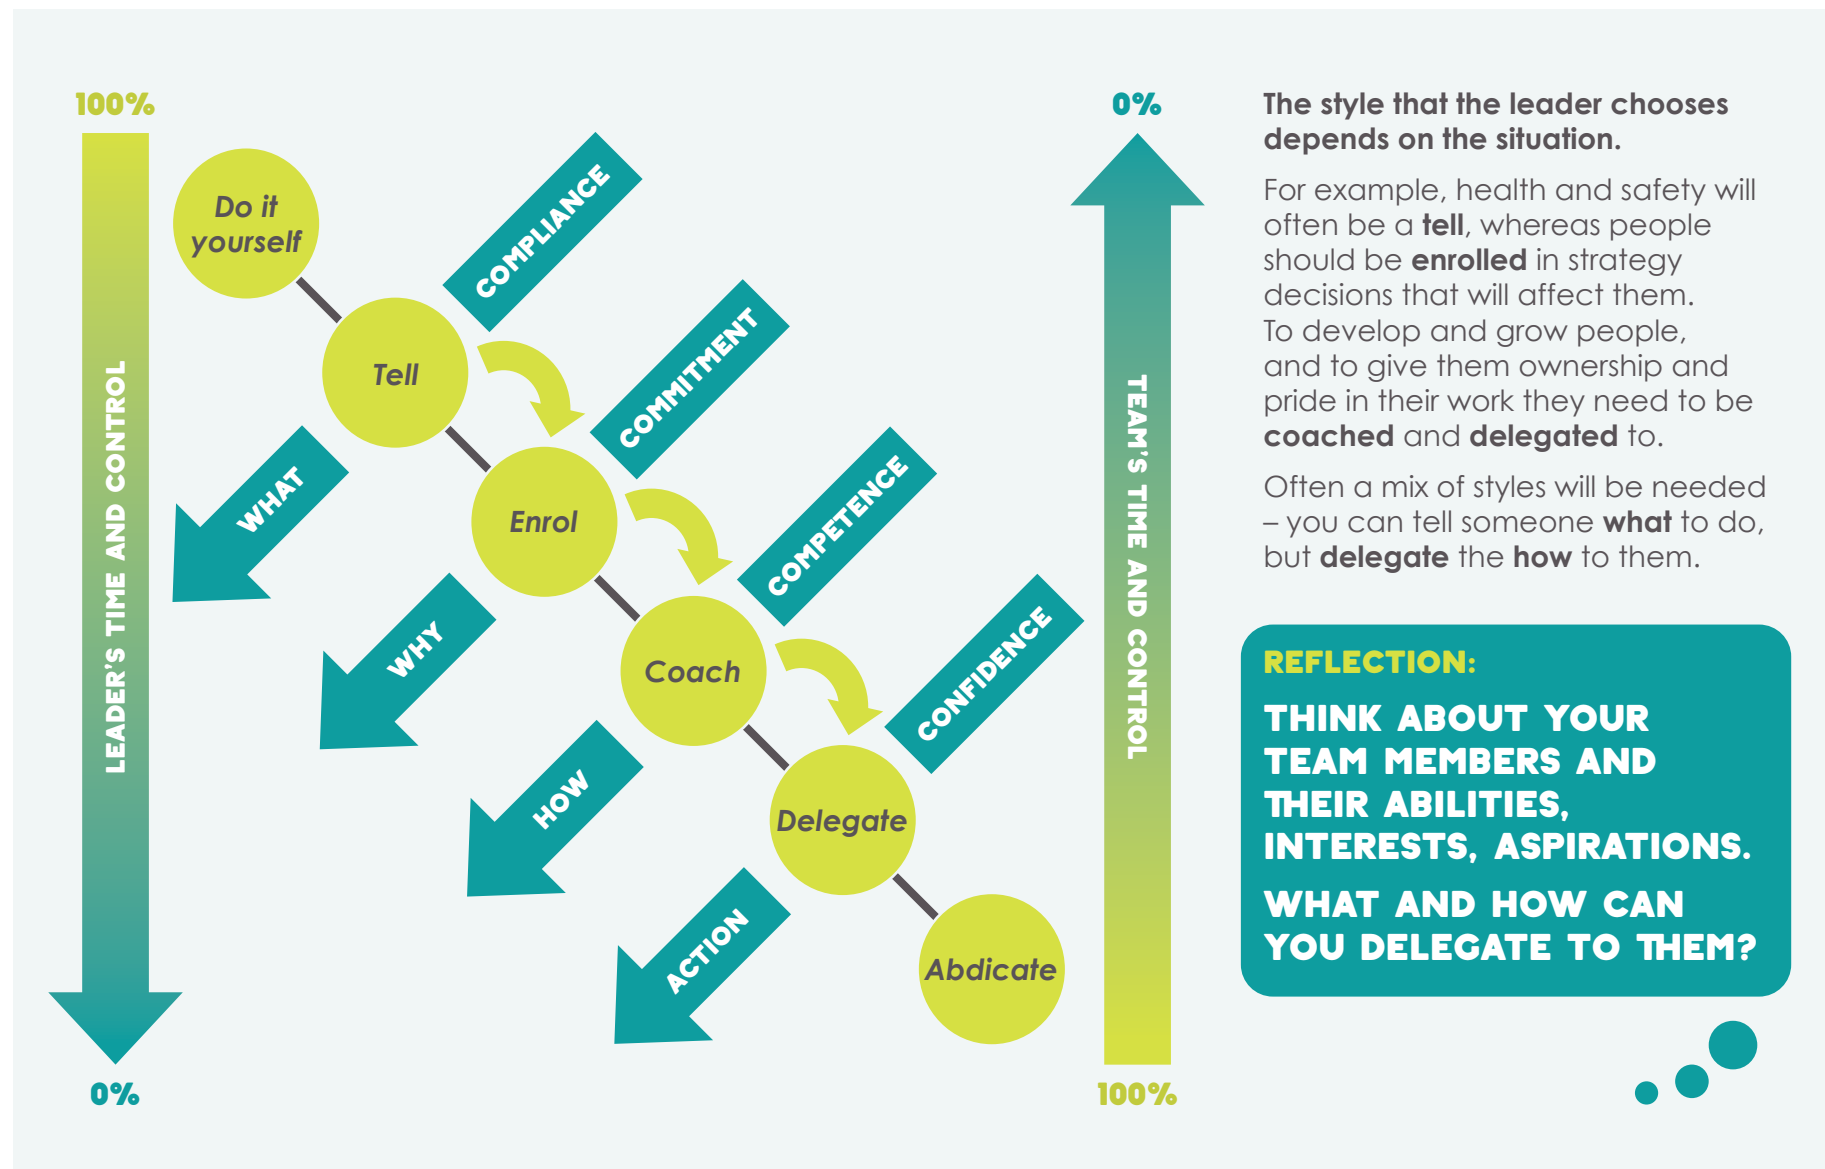 100%
LEADER'S TIME AND CONTROL
0%
Do it
yourself
Tell
Enrol
Coach
Delegate
Abdicate
COMPLIANCE
COMMITMENT
COMPETENCE
CONFIDENCE
WHAT
WHY
HOW
ACTION
0%
TEAM'S TIME AND CONTROL
100%
The style that the leader chooses
depends on the situation.
For example, health and safety will
often be a tell, whereas people
should be enrolled in strategy
decisions that will affect them.
To develop and grow people,
and to give them ownership and
pride in their work they need to be
coached and delegated to.
Often a mix of styles will be needed
– you can tell someone what to do,
but delegate the how to them.
REFLECTION:
THINK ABOUT YOUR
TEAM MEMBERS AND
THEIR ABILITIES,
INTERESTS, ASPIRATIONS.
WHAT AND HOW CAN
YOU DELEGATE TO THEM?